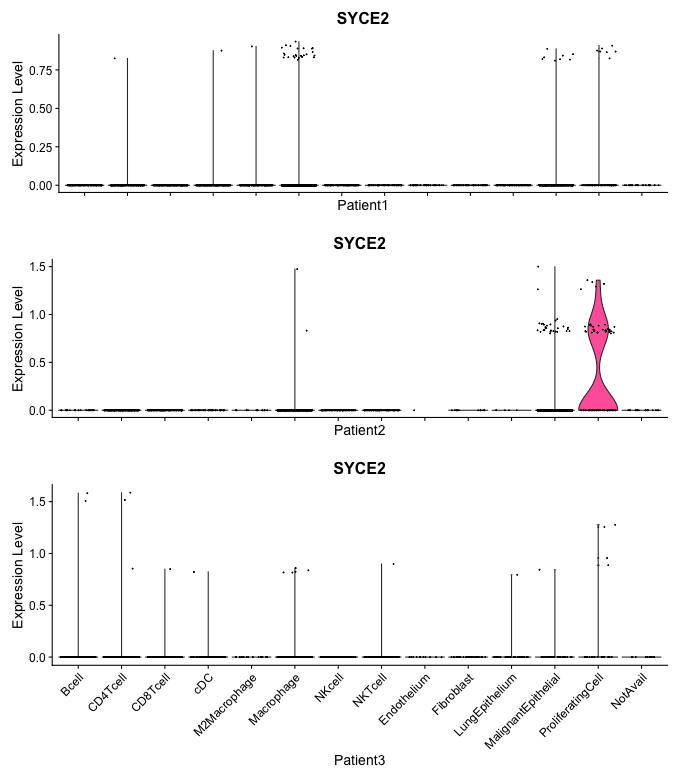 SYCE2
Expression Level
0.75
0.50
0.25
0.00
Patient1
SYCE2
Expression Level
1.5
1.0
0.5
0.0
Patient2
SYCE2
Expression Level
1.5
1.0
0.5
0.0
Bcell
CD4Tcell
CD8Tcell
cDC
M2Macrophage
Macrophage
NKcell
NKTcell
Endothelium
Fibroblast
LungEpithelium
MalignantEpithelial
ProliferatingCell
NotAvail
Patient3